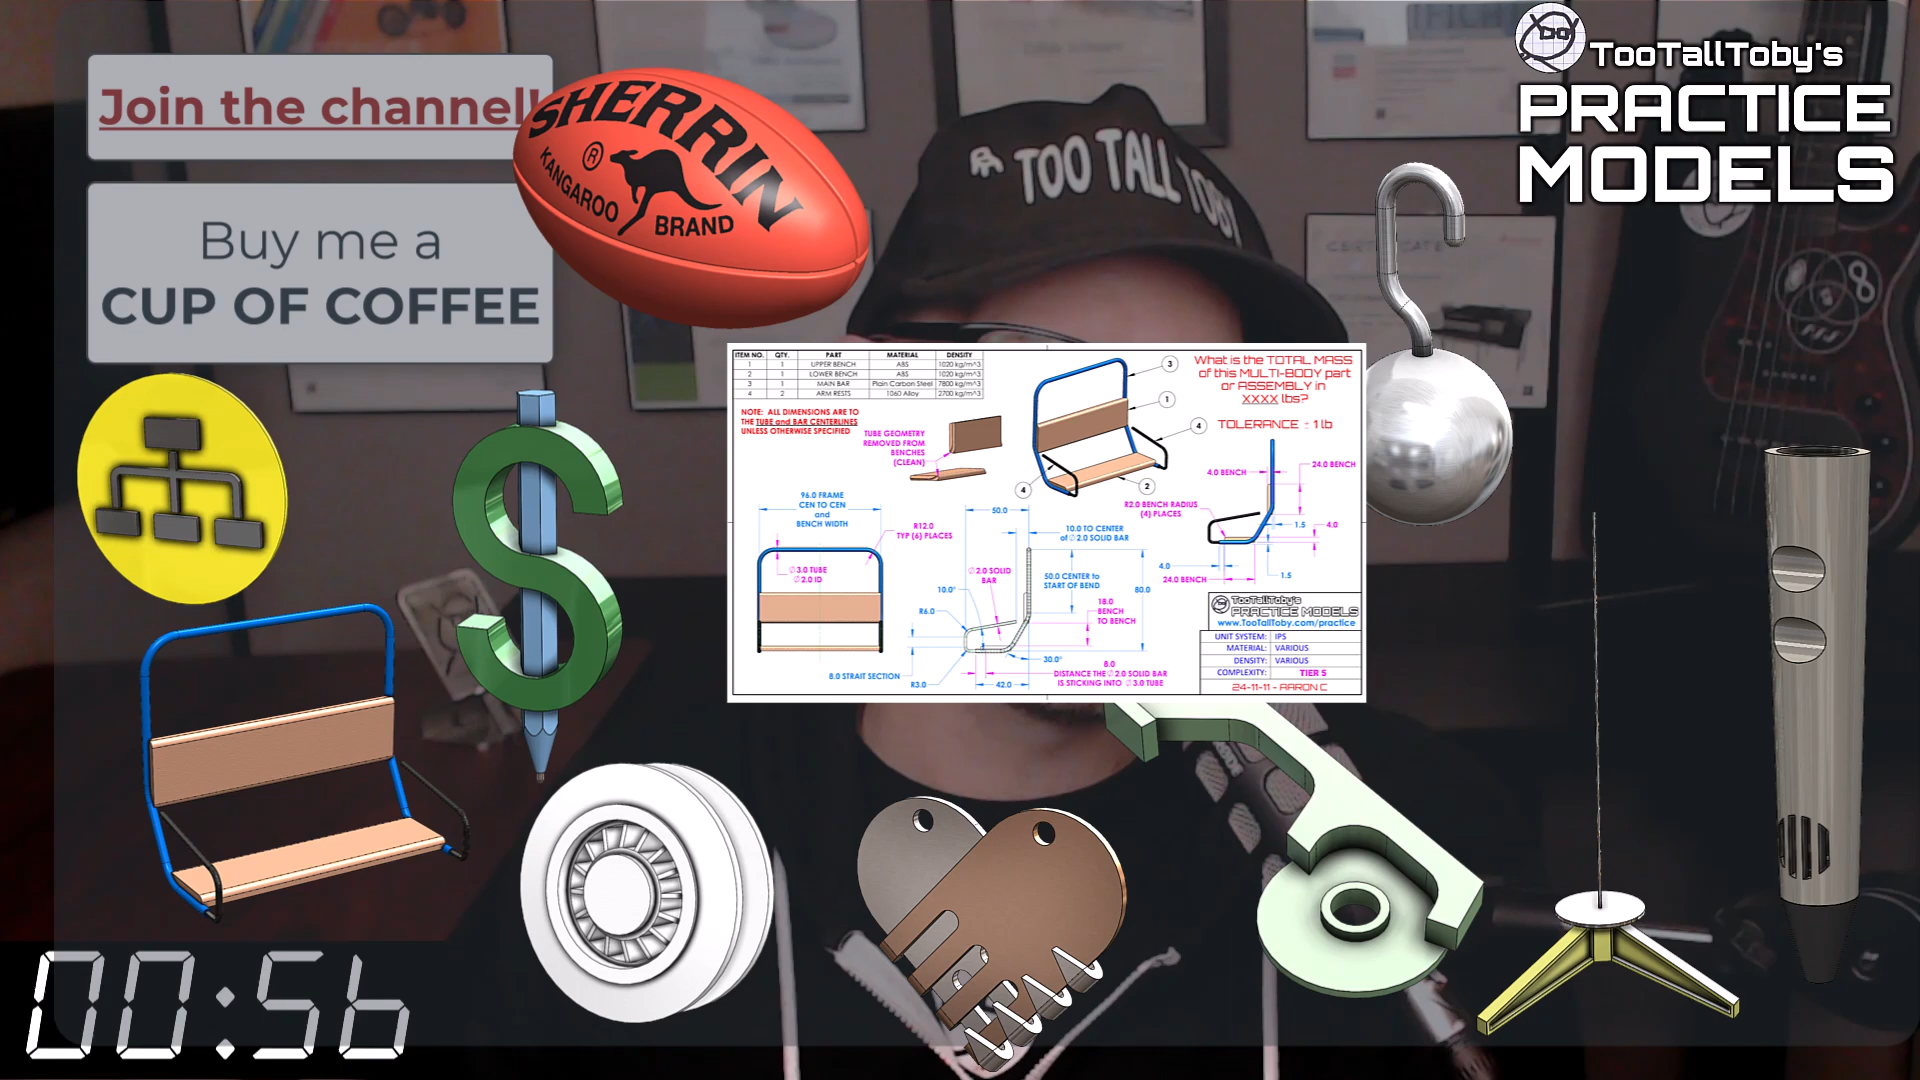 Join the channel!
Buy me a
CUP OF COFFEE
SHERRIN
®
KANGAROO
BRAND
TOO TALL TOBY
TooTallToby's
PRACTICE
MODELS
CERTIFICATE
ITEM NO. QTY. PART MATERIAL DENSITY
1 1 UPPER BENCH ABS 1020 kg/m^3
2 1 LOWER BENCH ABS 1020 kg/m^3
3 1 MAIN BAR Plain Carbon Steel 7800 kg/m^3
4 2 ARM RESTS 1060 Alloy 2700 kg/m^3
NOTE: ALL DIMENSIONS ARE TO
THE TUBE and BAR CENTERLINES
UNLESS OTHERWISE SPECIFIED
TUBE GEOMETRY
REMOVED FROM
BENCHES
(CLEAN)
3
1
4
4
2
What is the TOTAL MASS
of this MULTI-BODY part
or ASSEMBLY in
XXXX lbs?
TOLERANCE ± 1 lb
4.0 BENCH
24.0 BENCH
R2.0 BENCH RADIUS
(4) PLACES
1.5
4.0
4.0
24.0 BENCH
1.5
96.0 FRAME
CEN TO CEN
and
BENCH WIDTH
R12.0
TYP (6) PLACES
∅3.0 TUBE
∅2.0 ID
50.0
10.0 TO CENTER
of ∅2.0 SOLID BAR
∅2.0 SOLID
BAR
50.0 CENTER to
START OF BEND
80.0
10.0°
R6.0
18.0
BENCH
TO BENCH
30.0°
8.0 STRAIT SECTION
R3.0
42.0
8.0
DISTANCE THE ∅2.0 SOLID BAR
IS STICKING INTO ∅3.0 TUBE
TooTallToby's
PRACTICE MODELS
www.TooTallToby.com/practice
UNIT SYSTEM: IPS
MATERIAL: VARIOUS
DENSITY: VARIOUS
COMPLEXITY: TIER 5
24-11-11 - AARON C
00:56